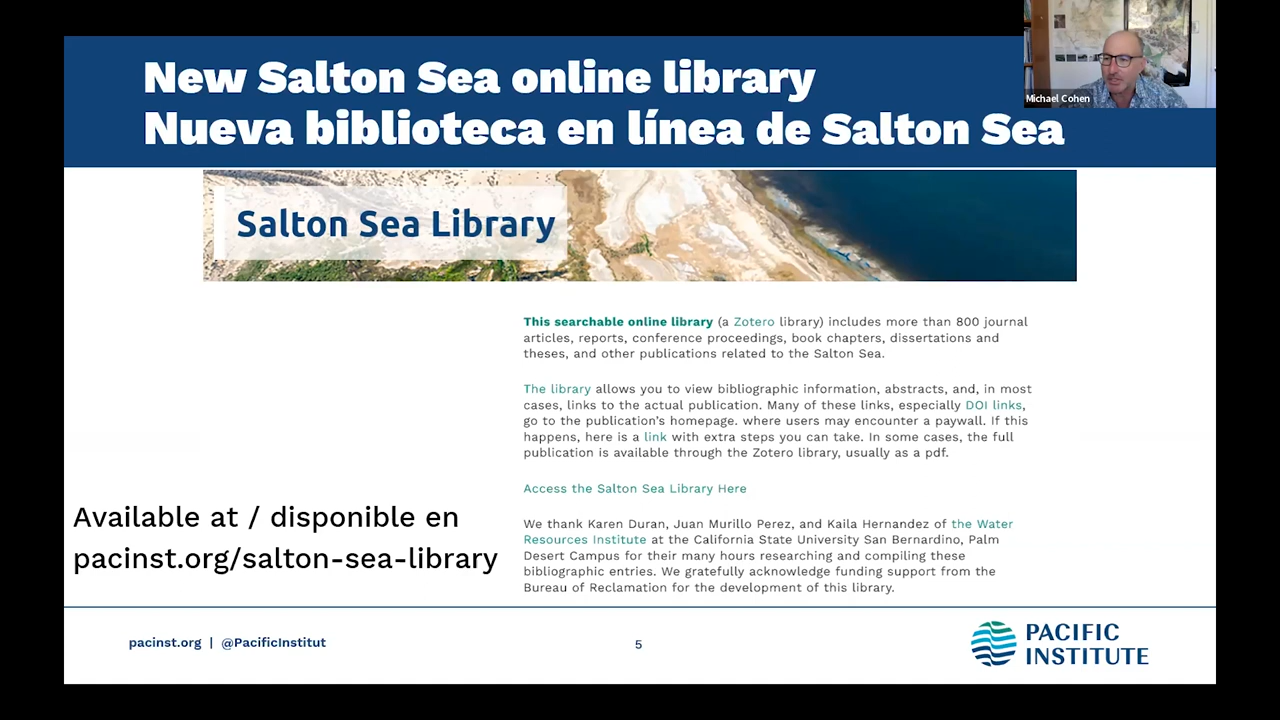 New Salton Sea online library
Nueva biblioteca en línea de Salton Sea
Michael Cohen
Salton Sea Library
This searchable online library (a Zotero library) includes more than 800 journal
articles, reports, conference proceedings, book chapters, dissertations and
theses, and other publications related to the Salton Sea.
The library allows you to view bibliographic information, abstracts, and, in most
cases, links to the actual publication. Many of these links, especially DOI links,
go to the publication's homepage. where users may encounter a paywall. If this
happens, here is a link with extra steps you can take. In some cases, the full
publication is available through the Zotero library, usually as a pdf.
Access the Salton Sea Library Here
We thank Karen Duran, Juan Murillo Perez, and Kaila Hernandez of the Water
Resources Institute at the California State University San Bernardino, Palm
Desert Campus for their many hours researching and compiling these
bibliographic entries. We gratefully acknowledge funding support from the
Bureau of Reclamation for the development of this library.
Available at / disponible en
pacinst.org/salton-sea-library
pacinst.org | @PacificInstitut
5
PACIFIC
INSTITUTE